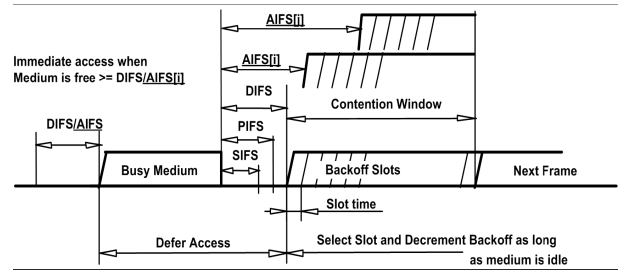 AIFS[j]
Immediate access when
Medium is free >= DIFS/AIFS[i]
AIFS[i]
DIFS
Contention Window
DIFS/AIFS
PIFS
SIFS
Busy Medium
Backoff Slots
Next Frame
Slot time
Defer Access
Select Slot and Decrement Backoff as long
as medium is idle